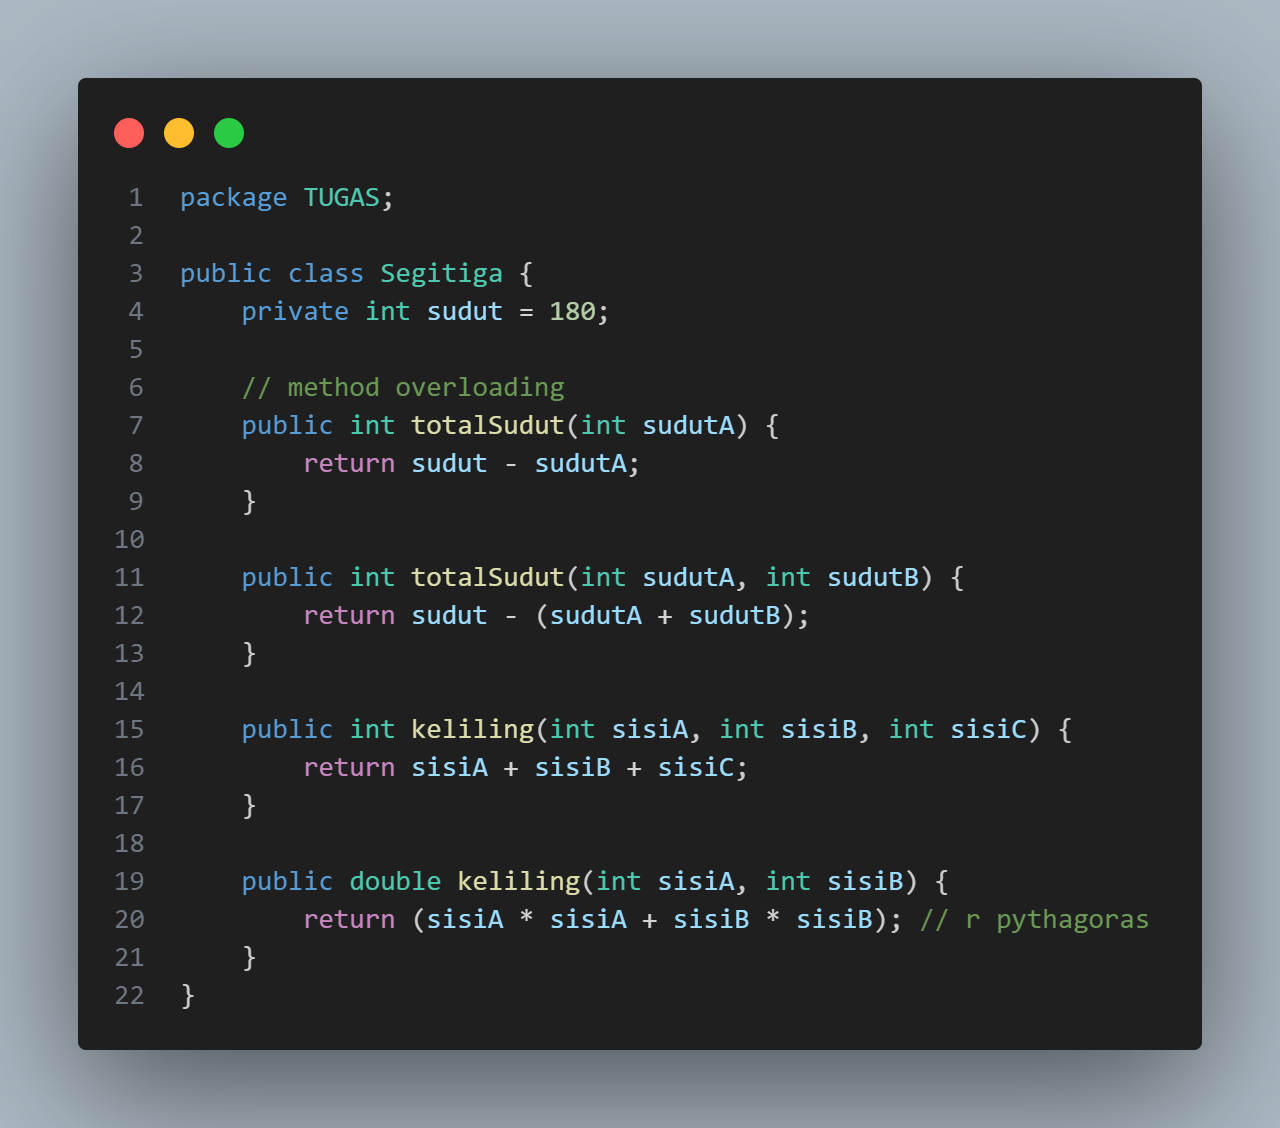 1 package TUGAS;
2
3 public class Segitiga {
4     private int sudut = 180;
5
6     // method overloading
7     public int totalSudut(int sudutA) {
8         return sudut - sudutA;
9     }
10
11     public int totalSudut(int sudutA, int sudutB) {
12         return sudut - (sudutA + sudutB);
13     }
14
15     public int keliling(int sisiA, int sisiB, int sisiC) {
16         return sisiA + sisiB + sisiC;
17     }
18
19     public double keliling(int sisiA, int sisiB) {
20         return (sisiA * sisiA + sisiB * sisiB); // r pythagoras
21     }
22 }